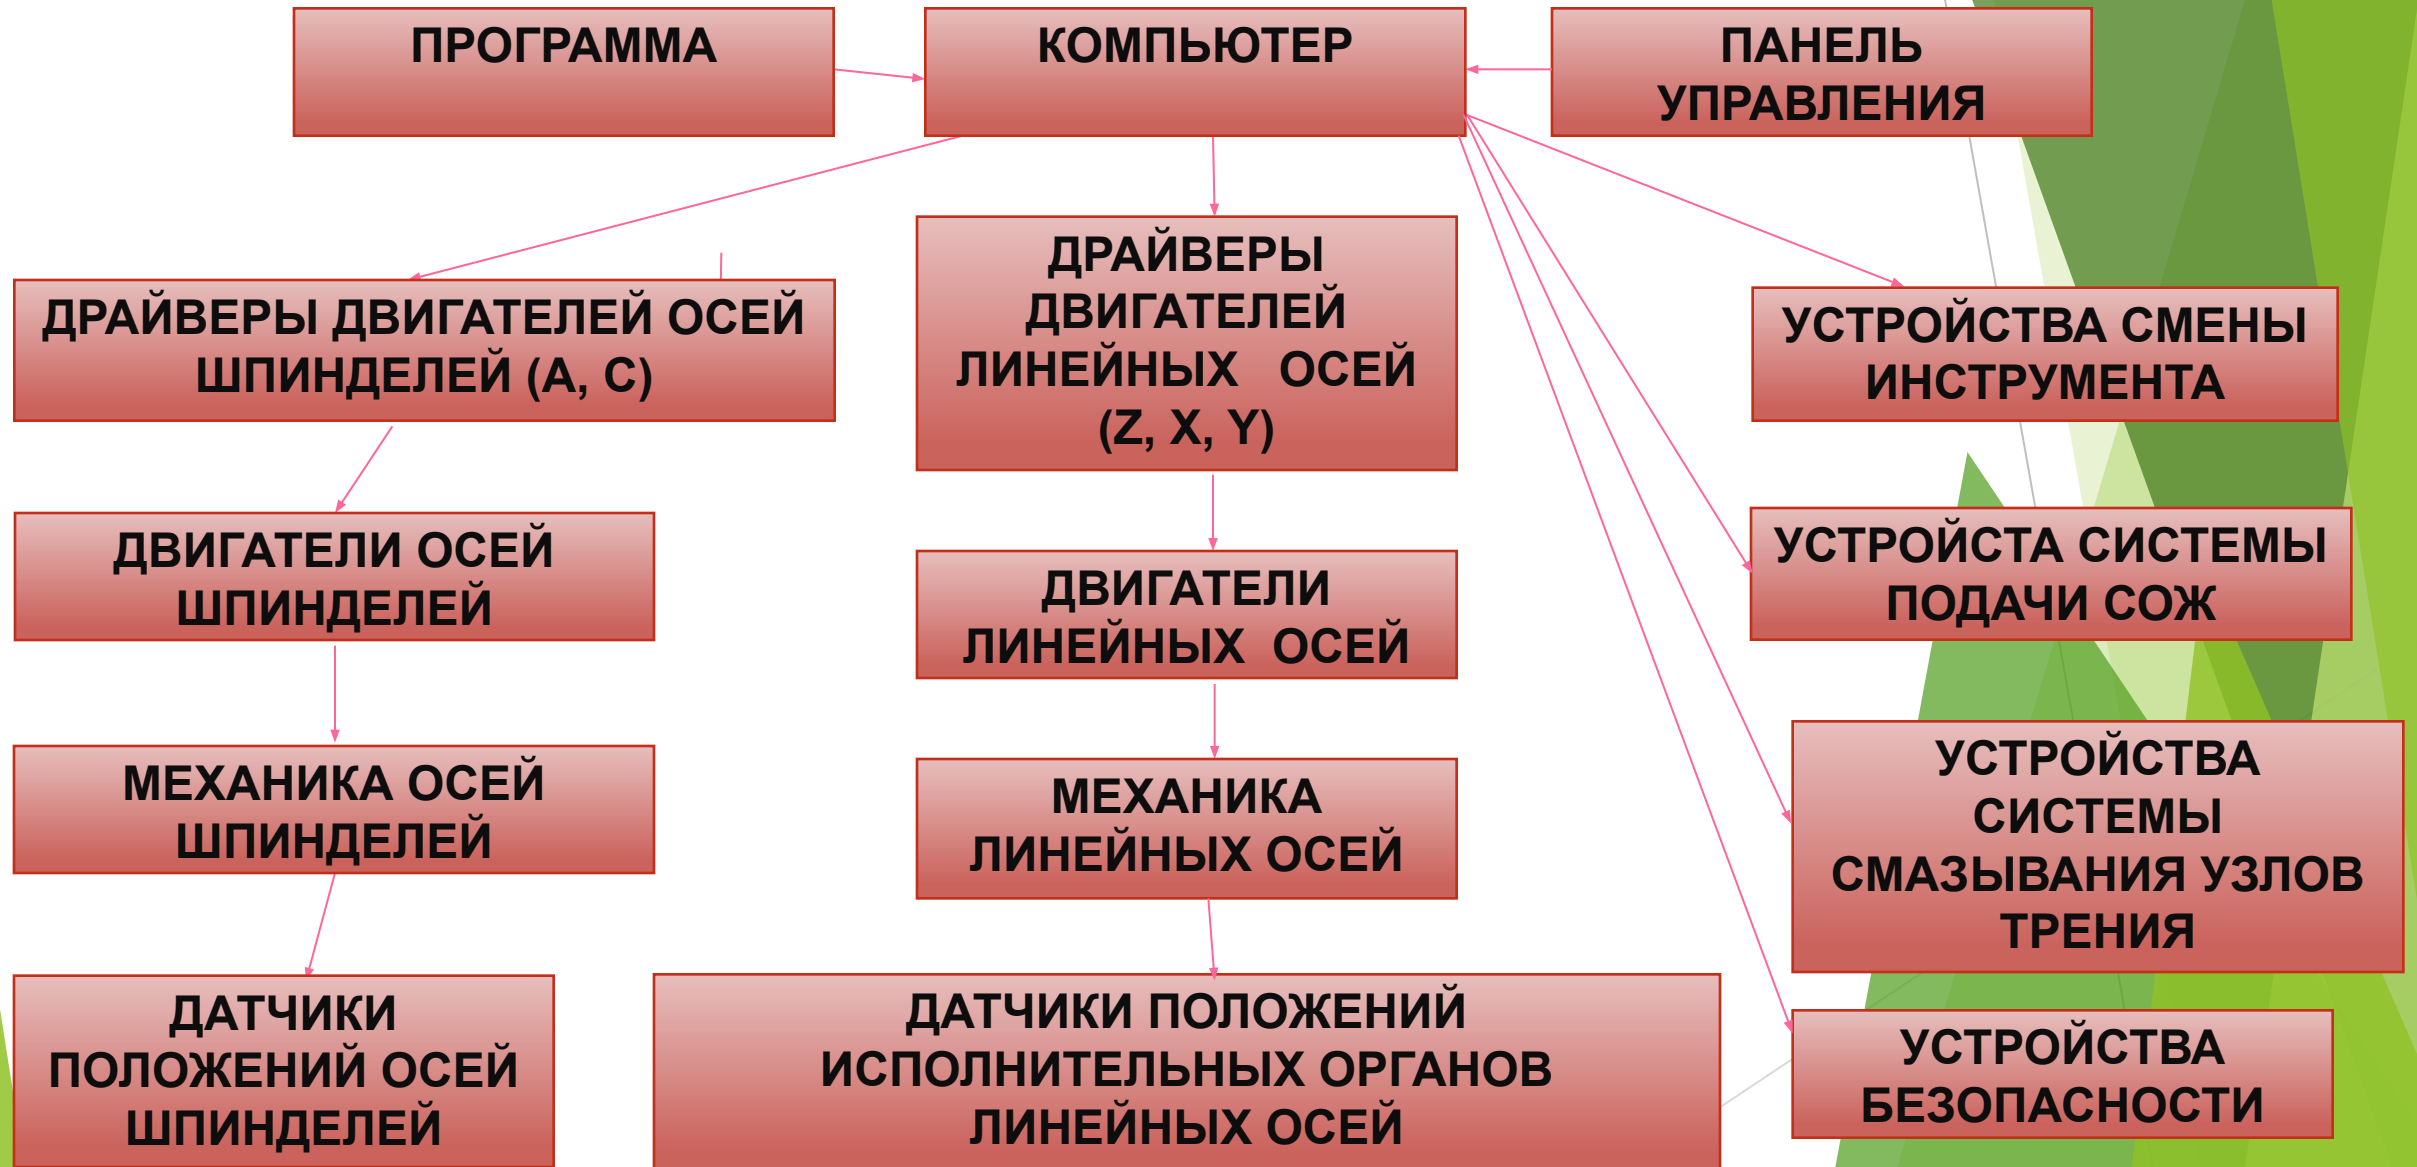 ПРОГРАММА
КОМПЬЮТЕР
ПАНЕЛЬ
УПРАВЛЕНИЯ
ДРАЙВЕРЫ ДВИГАТЕЛЕЙ ОСЕЙ
ШПИНДЕЛЕЙ (A, C)
ДРАЙВЕРЫ
ДВИГАТЕЛЕЙ
ЛИНЕЙНЫХ ОСЕЙ
(Z, X, Y)
УСТРОЙСТВА СМЕНЫ
ИНСТРУМЕНТА
ДВИГАТЕЛИ ОСЕЙ
ШПИНДЕЛЕЙ
ДВИГАТЕЛИ
ЛИНЕЙНЫХ ОСЕЙ
УСТРОЙСТА СИСТЕМЫ
ПОДАЧИ СОЖ
МЕХАНИКА ОСЕЙ
ШПИНДЕЛЕЙ
МЕХАНИКА
ЛИНЕЙНЫХ ОСЕЙ
УСТРОЙСТВА
СИСТЕМЫ
СМАЗЫВАНИЯ УЗЛОВ
ТРЕНИЯ
ДАТЧИКИ
ПОЛОЖЕНИЙ ОСЕЙ
ШПИНДЕЛЕЙ
ДАТЧИКИ ПОЛОЖЕНИЙ
ИСПОЛНИТЕЛЬНЫХ ОРГАНОВ
ЛИНЕЙНЫХ ОСЕЙ
УСТРОЙСТВА
БЕЗОПАСНОСТИ